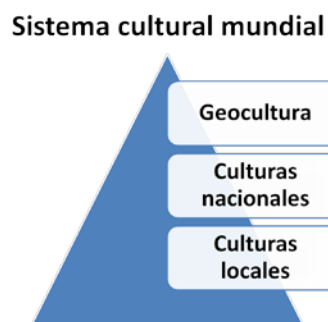 Sistema cultural mundial
Geocultura
Culturas
nacionales
Culturas
locales